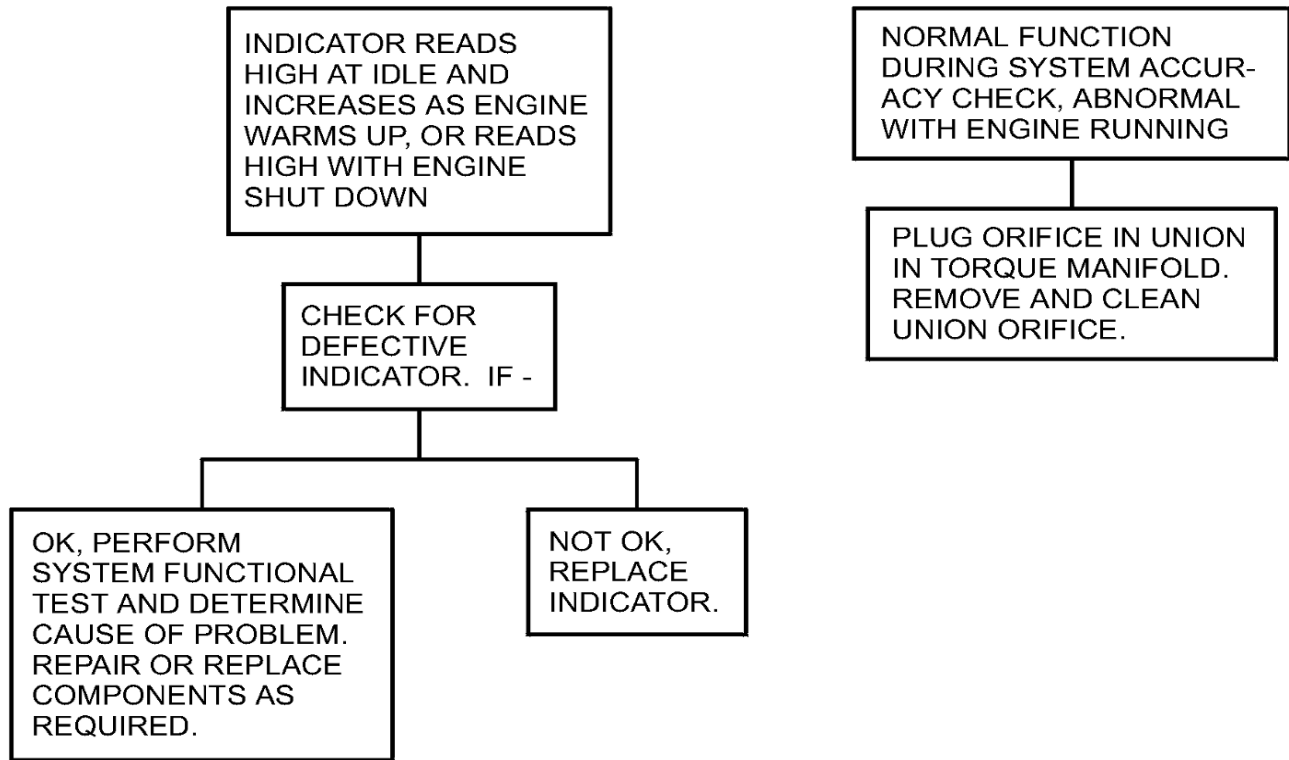 INDICATOR READS
HIGH AT IDLE AND
INCREASES AS ENGINE
WARMS UP, OR READS
HIGH WITH ENGINE
SHUT DOWN
CHECK FOR
DEFECTIVE
INDICATOR. IF -
OK, PERFORM
SYSTEM FUNCTIONAL
TEST AND DETERMINE
CAUSE OF PROBLEM.
REPAIR OR REPLACE
COMPONENTS AS
REQUIRED.
NOT OK,
REPLACE
INDICATOR.
NORMAL FUNCTION
DURING SYSTEM ACCUR-
ACY CHECK, ABNORMAL
WITH ENGINE RUNNING
PLUG ORIFICE IN UNION
IN TORQUE MANIFOLD.
REMOVE AND CLEAN
UNION ORIFICE.